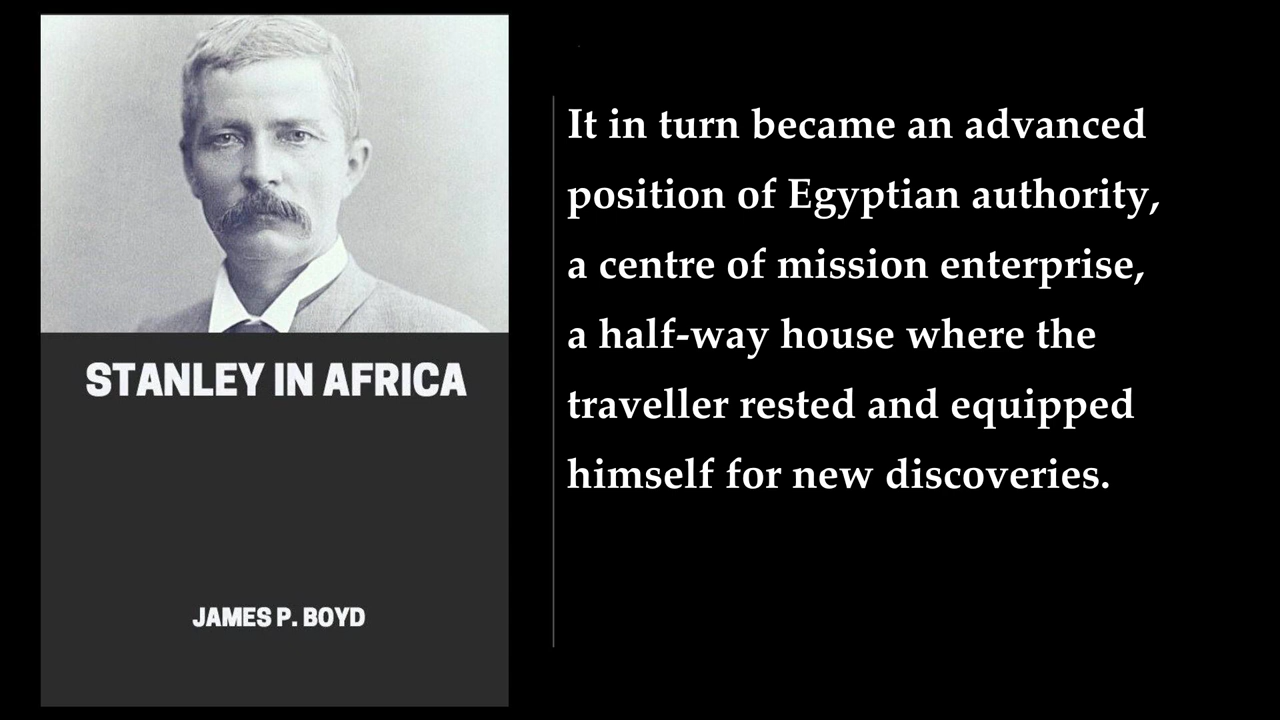 STANLEY IN AFRICA
JAMES P. BOYD
It in turn became an advanced
position of Egyptian authority,
a centre of mission enterprise,
a half-way house where the
traveller rested and equipped
himself for new discoveries.